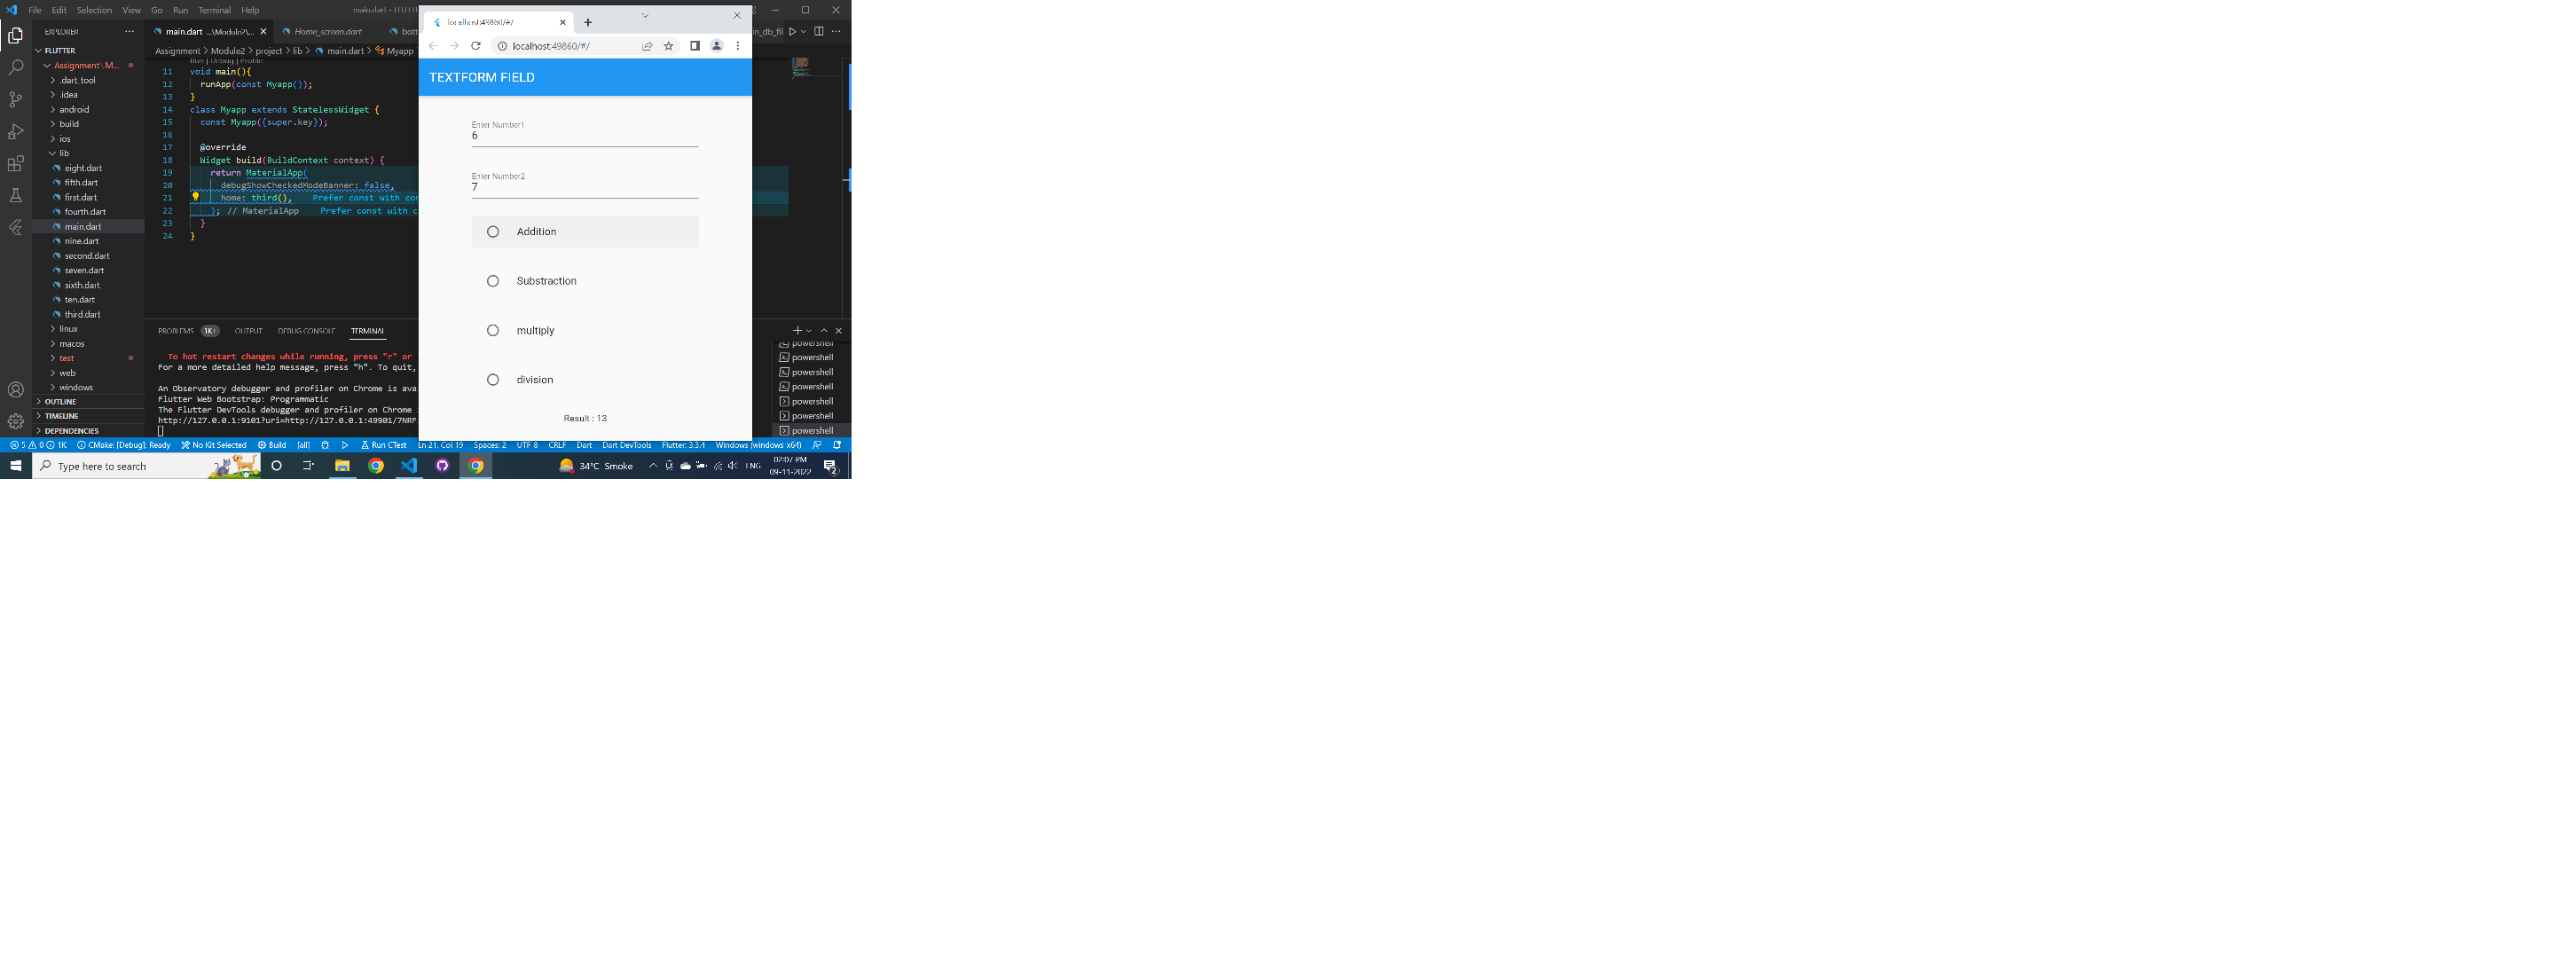 File Edit Selection View Go Run Terminal Help
EXPLORER
FLUTTER
Assignment\M...
.dart_tool
.idea
android
build
ios
lib
eight.dart
fifth.dart
first.dart
fourth.dart
main.dart
nine.dart
second.dart
seven.dart
sixth.dart
ten.dart
third.dart
linux
macos
test
web
windows
OUTLINE
TIMELINE
DEPENDENCIES
main.dart ...\Module2\... Home_screen.dart bott
Assignment > Module2 > project > lib > main.dart > Myapp
Run | Debug | Profile
11 void main(){
12 runApp(const Myapp());
13 }
14 class Myapp extends StatelessWidget {
15 const Myapp({super.key});
16
17 @override
18 Widget build(BuildContext context) {
19 return MaterialApp(
20 debugShowCheckedModeBanner: false,
21 home: third(), Prefer const with con
22 ); // MaterialApp Prefer const with c
23 }
24 }
PROBLEMS 1K+ OUTPUT DEBUG CONSOLE TERMINAL
To hot restart changes while running, press "r" or
For a more detailed help message, press "h". To quit,
An Observatory debugger and profiler on Chrome is avai
Flutter Web Bootstrap: Programmatic
The Flutter DevTools debugger and profiler on Chrome
http://127.0.0.1:9101?uri=http://127.0.0.1:49901/7NRF
powershell
powershell
powershell
powershell
powershell
powershell
powershell
localhost:49860/#/
localhost:49860/#/
TEXTFORM FIELD
Enter Number1
6
Enter Number2
7
Addition
Substraction
multiply
division
Result : 13
5 0 1K CMake: [Debug]: Ready No Kit Selected Build [all] Run CTest Ln 21, Col 19 Spaces: 2 UTF-8 CRLF Dart Dart DevTools Flutter: 3.3.4 Windows (windows-x64)
Type here to search
34°C Smoke
ENG
02:07 PM
09-11-2022
2